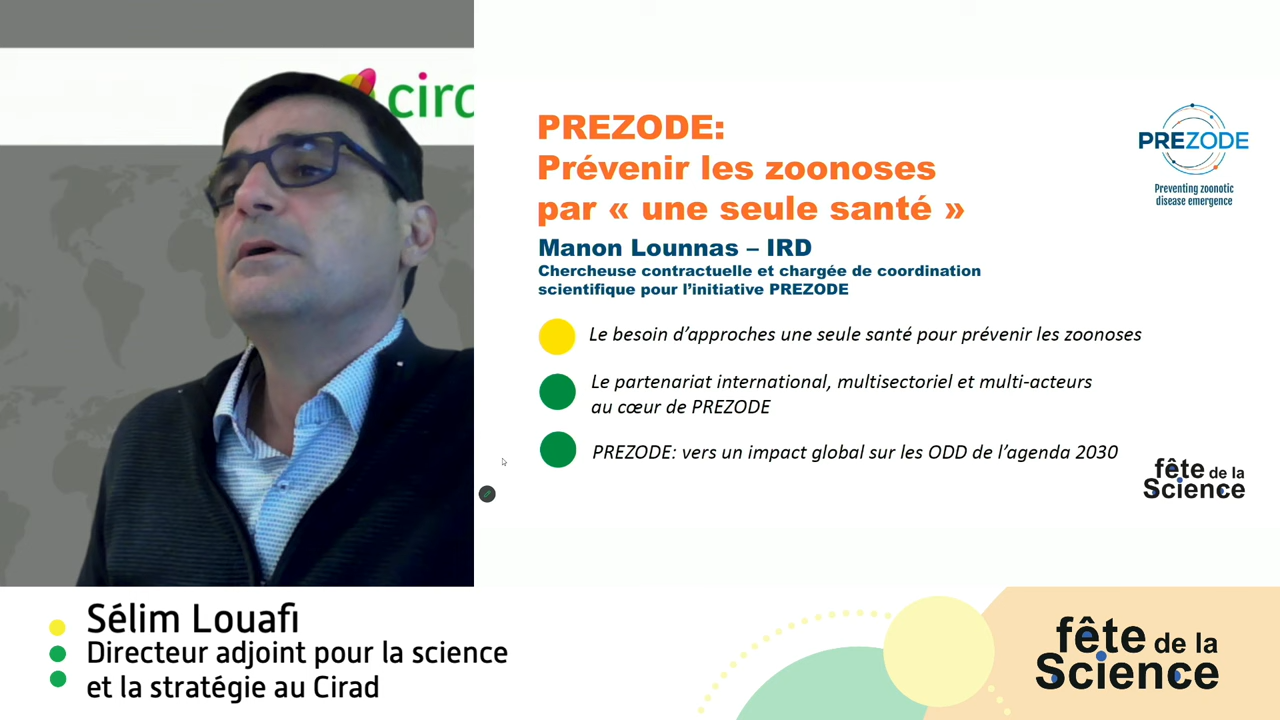 cirad
PREZODE:
Prévenir les zoonoses
par « une seule santé »
Manon Lounnas – IRD
Chercheuse contractuelle et chargée de coordination
scientifique pour l’initiative PREZODE
PREZODE
Preventing zoonotic
disease emergence
Le besoin d’approches une seule santé pour prévenir les zoonoses
Le partenariat international, multisectoriel et multi-acteurs
au cœur de PREZODE
PREZODE: vers un impact global sur les ODD de l’agenda 2030
fête de la
Science
Sélim Louafi
Directeur adjoint pour la science
et la stratégie au Cirad
fête de la
Science